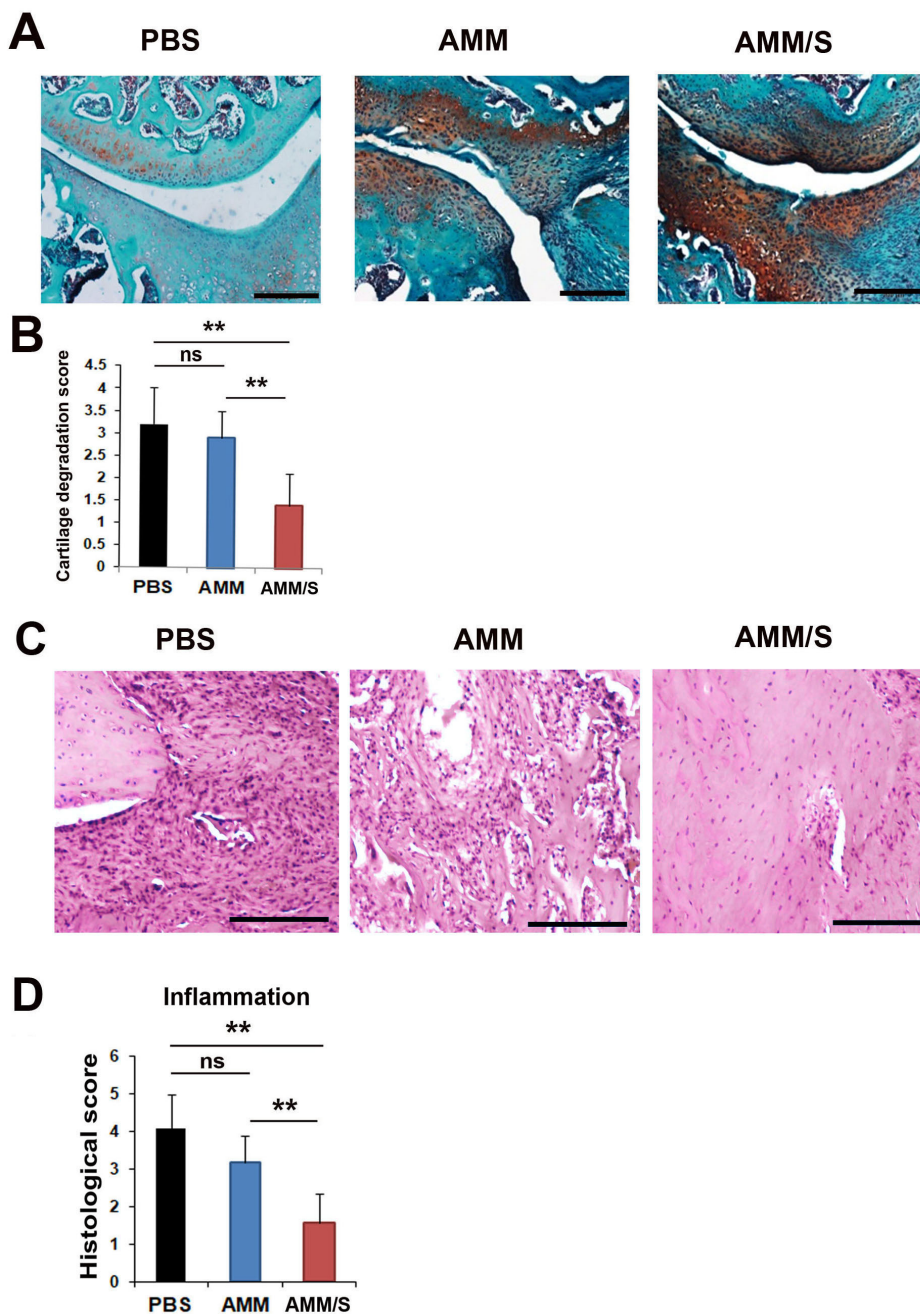 A
PBS
AMM
AMM/S
B
**
ns
**
4.5
4
3.5
3
2.5
2
1.5
1
0.5
0
Cartilage degradation score
PBS
AMM
AMM/S
C
PBS
AMM
AMM/S
D
Inflammation
**
ns
**
6
5
4
3
2
1
0
Histological score
PBS
AMM
AMM/S